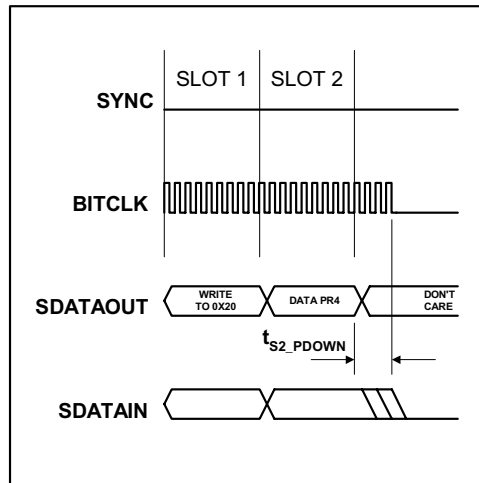 SLOT 1 SLOT 2
SYNC
BITCLK
SDATAOUT
WRITE
TO 0X20
DATA PR4
DON'T
CARE
tS2_PDOWN
SDATAIN